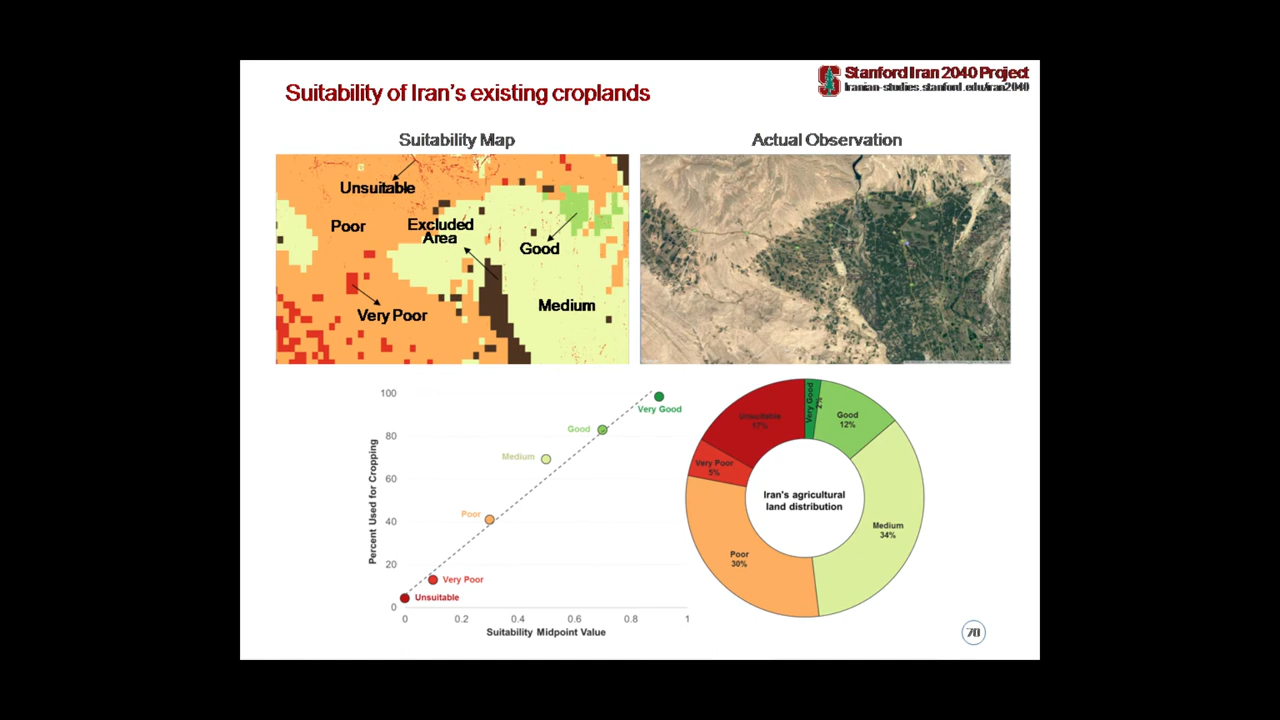 Stanford Iran 2040 Project
Iranian-studies.stanford.edu/iran2040
Suitability of Iran's existing croplands
Suitability Map
Actual Observation
Unsuitable
Poor
Excluded
Area
Good
Very Poor
Medium
Percent Used for Cropping
100
80
60
40
20
0
Very Good
Good
Medium
Poor
Very Poor
Unsuitable
0
0.2
0.4
0.6
0.8
1
Suitability Midpoint Value
Very Good
2%
Good
12%
Medium
34%
Poor
30%
Very Poor
5%
Unsuitable
17%
Iran's agricultural
land distribution
70